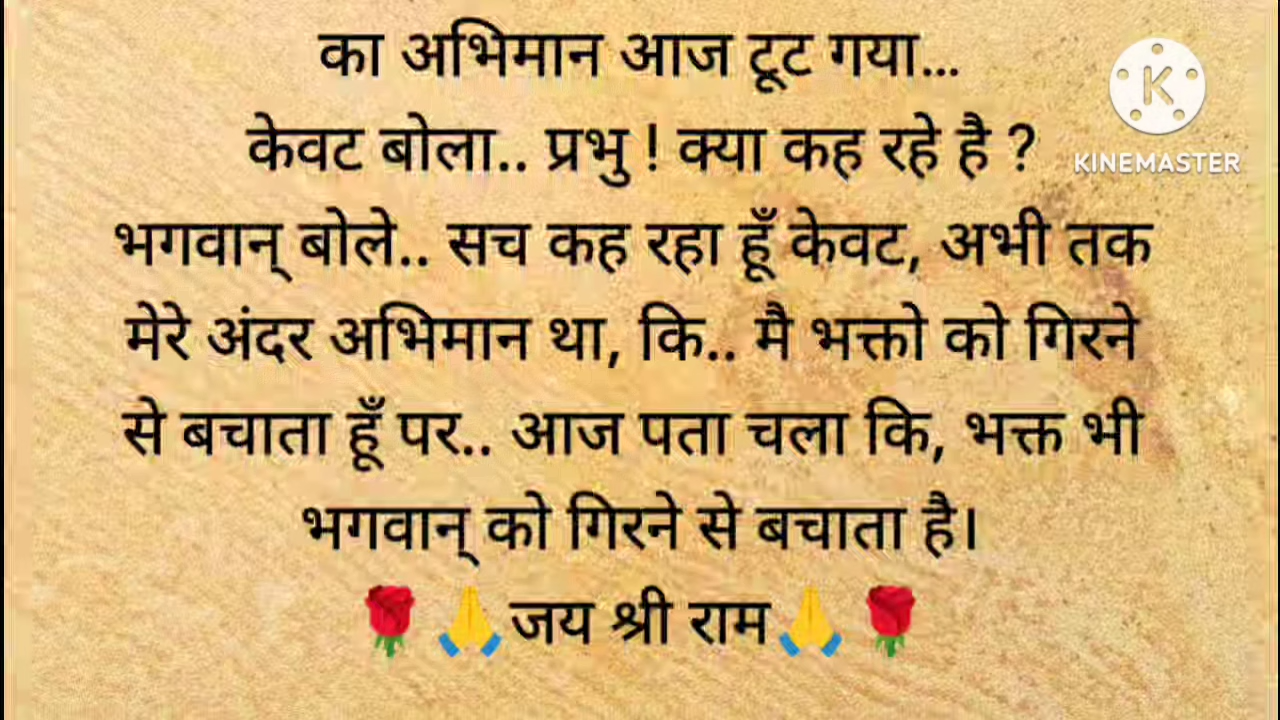 का अभिमान आज टूट गया...
केवट बोला.. प्रभु ! क्या कह रहे है ?
भगवान् बोले.. सच कह रहा हूँ केवट, अभी तक
मेरे अंदर अभिमान था, कि.. मै भक्तो को गिरने
से बचाता हूँ पर.. आज पता चला कि, भक्त भी
भगवान् को गिरने से बचाता है।
🌹🙏जय श्री राम🙏🌹
K
KINEMASTER